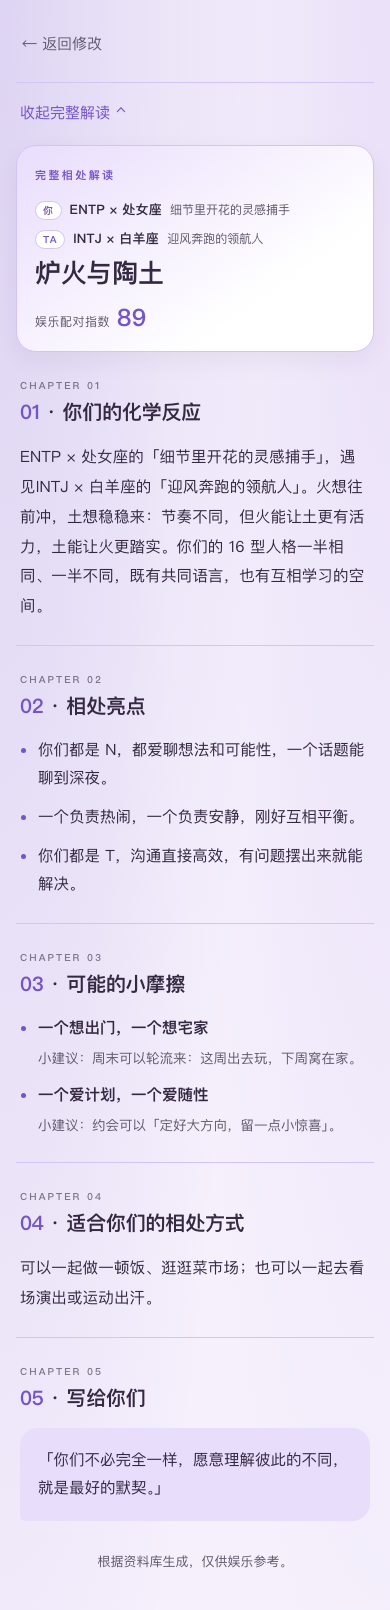 ← 返回修改
收起完整解读 ^
完整相处解读
你 ENTP × 处女座 细节里开花的灵感捕手
TA INTJ × 白羊座 迎风奔跑的领航人
炉火与陶土
娱乐配对指数 89
CHAPTER 01
01 · 你们的化学反应
ENTP × 处女座的「细节里开花的灵感捕手」，遇
见INTJ × 白羊座的「迎风奔跑的领航人」。火想往
前冲，土想稳稳来：节奏不同，但火能让土更有活
力，土能让火更踏实。你们的 16 型人格一半相
同、一半不同，既有共同语言，也有互相学习的空
间。
CHAPTER 02
02 · 相处亮点
• 你们都是 N，都爱聊想法和可能性，一个话题能
聊到深夜。
• 一个负责热闹，一个负责安静，刚好互相平衡。
• 你们都是 T，沟通直接高效，有问题摆出来就能
解决。
CHAPTER 03
03 · 可能的小摩擦
• 一个想出门，一个想宅家
小建议：周末可以轮流来：这周出去玩，下周窝在家。
• 一个爱计划，一个爱随性
小建议：约会可以「定好大方向，留一点小惊喜」。
CHAPTER 04
04 · 适合你们的相处方式
可以一起做一顿饭、逛逛菜市场；也可以一起去看
场演出或运动出汗。
CHAPTER 05
05 · 写给你们
「你们不必完全一样，愿意理解彼此的不同，
就是最好的默契。」
根据资料库生成，仅供娱乐参考。